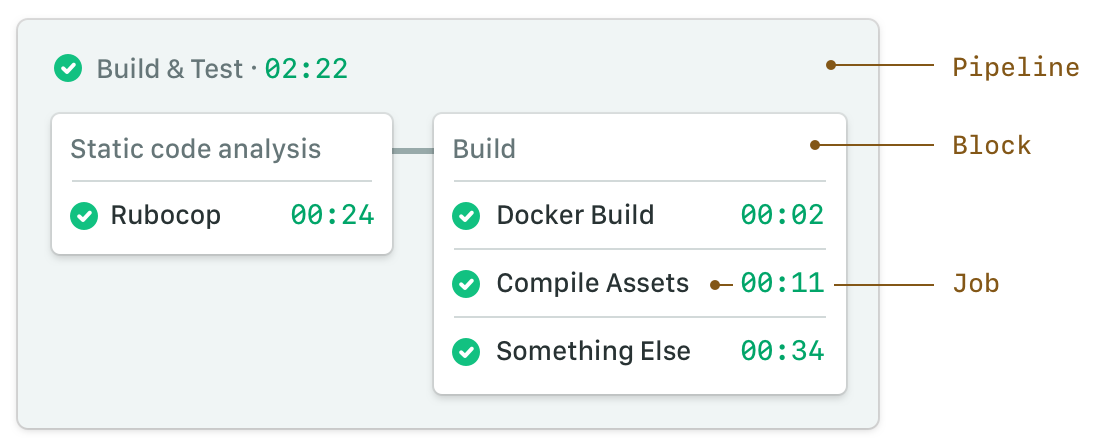 Build & Test · 02:22
Pipeline
Static code analysis
Build
Block
Rubocop 00:24
Docker Build 00:02
Compile Assets 00:11
Job
Something Else 00:34